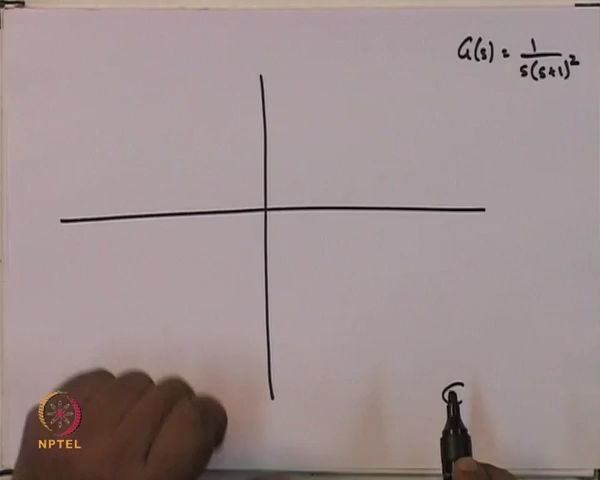 G(s) = 1/s(s+1)²
NPTEL